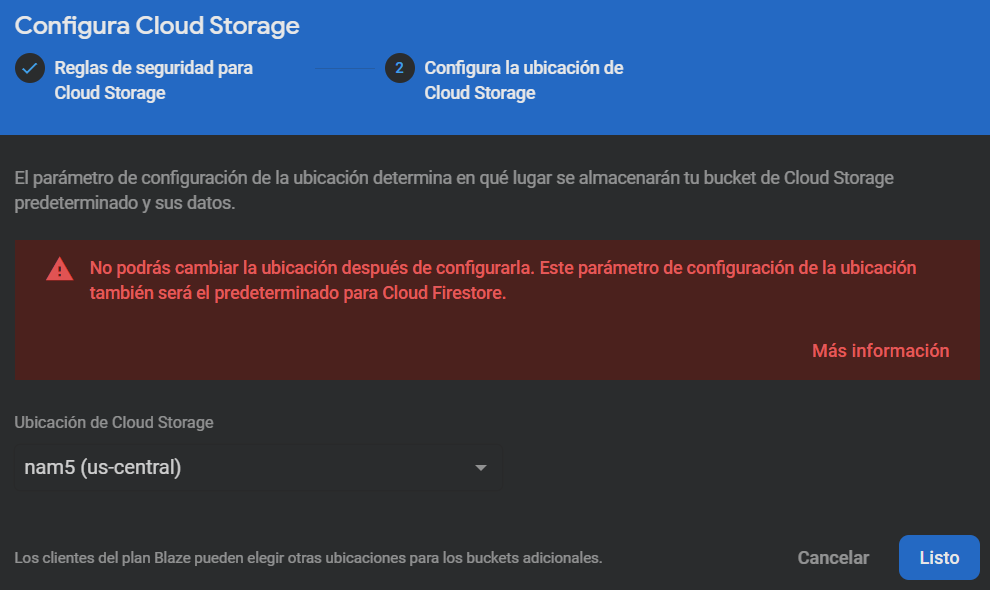 Configura Cloud Storage
Reglas de seguridad para
Cloud Storage
2
Configura la ubicación de
Cloud Storage
El parámetro de configuración de la ubicación determina en qué lugar se almacenarán tu bucket de Cloud Storage
predeterminado y sus datos.
No podrás cambiar la ubicación después de configurarla. Este parámetro de configuración de la ubicación
también será el predeterminado para Cloud Firestore.
Más información
Ubicación de Cloud Storage
nam5 (us-central)
Los clientes del plan Blaze pueden elegir otras ubicaciones para los buckets adicionales.
Cancelar
Listo